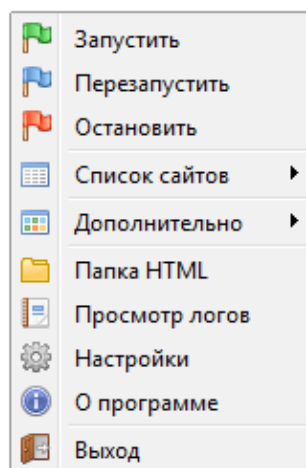 Запустить
Перезапустить
Остановить
Список сайтов
Дополнительно
Папка HTML
Просмотр логов
Настройки
О программе
Выход